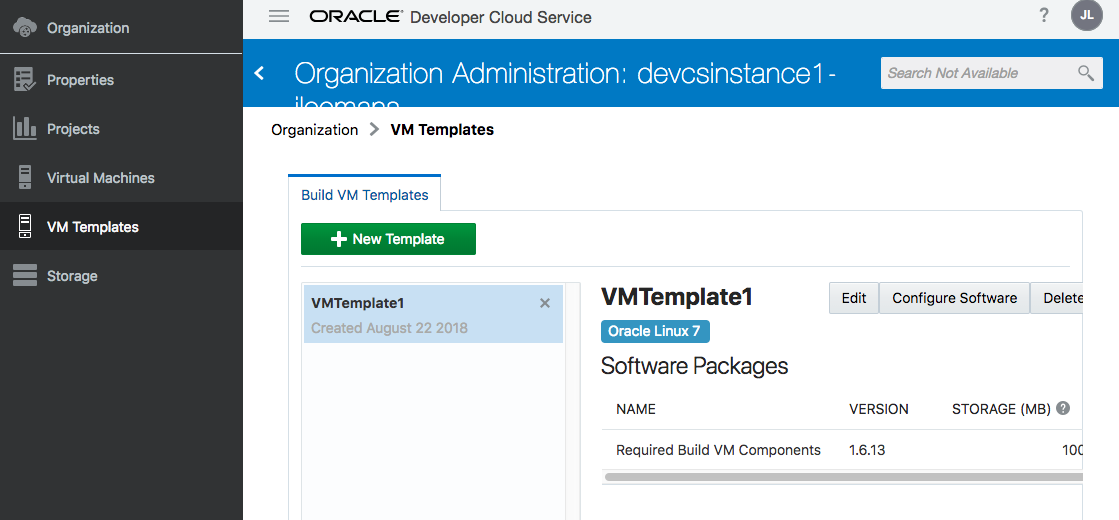 Organization
Properties
Projects
Virtual Machines
VM Templates
Storage
ORACLE® Developer Cloud Service
? JL
Organization Administration: devcsinstance1-
Search Not Available
Organization > VM Templates
Build VM Templates
+ New Template
VMTemplate1
Created August 22 2018
VMTemplate1
Edit Configure Software Delete
Oracle Linux 7
Software Packages
NAME VERSION STORAGE (MB) ?
Required Build VM Components 1.6.13 100